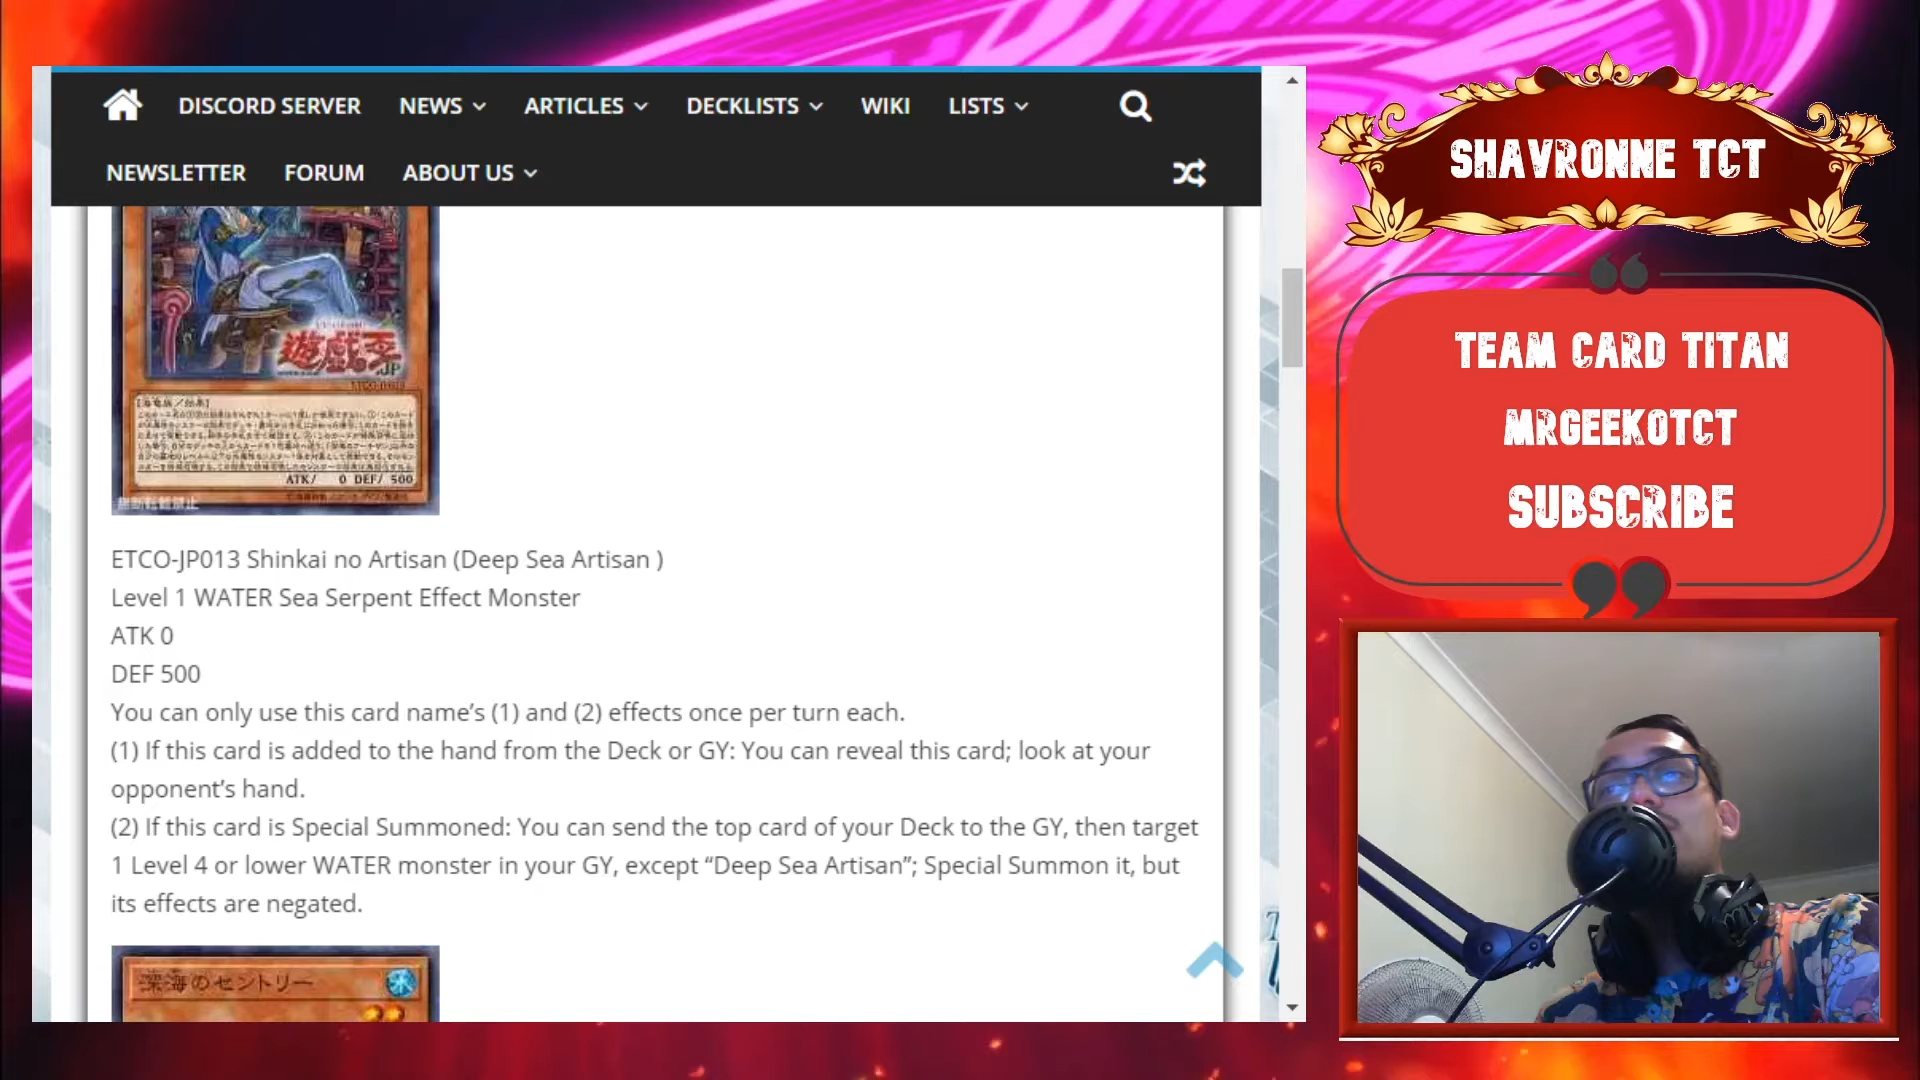 DISCORD SERVER NEWS ARTICLES DECKLISTS WIKI LISTS
NEWSLETTER FORUM ABOUT US
遊戯王.jp
ATK/ 0 DEF/ 500
無断転載禁止
ETCO-JP013 Shinkai no Artisan (Deep Sea Artisan )
Level 1 WATER Sea Serpent Effect Monster
ATK 0
DEF 500
You can only use this card name’s (1) and (2) effects once per turn each.
(1) If this card is added to the hand from the Deck or GY: You can reveal this card; look at your
opponent’s hand.
(2) If this card is Special Summoned: You can send the top card of your Deck to the GY, then target
1 Level 4 or lower WATER monster in your GY, except “Deep Sea Artisan”; Special Summon it, but
its effects are negated.
深海のセントリー
水
SHAVRONNE TCT
TEAM CARD TITAN
MRGEEKOTCT
SUBSCRIBE